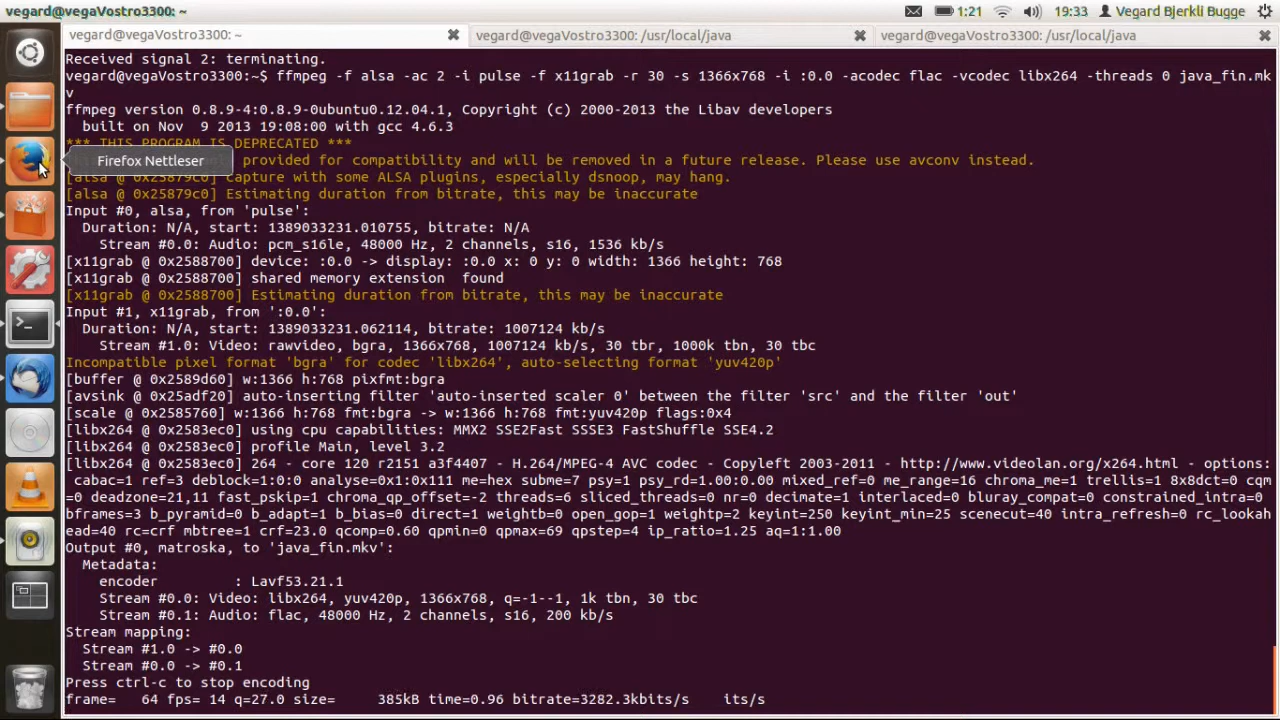 vegard@vegaVostro3300: ~
1:21
19:33
Vegard Bjerkli Bugge
vegard@vegaVostro3300: ~
vegard@vegaVostro3300: /usr/local/java
vegard@vegaVostro3300: /usr/local/java
Received signal 2: terminating.
vegard@vegaVostro3300:~$ ffmpeg -f alsa -ac 2 -i pulse -f x11grab -r 30 -s 1366x768 -i :0.0 -acodec flac -vcodec libx264 -threads 0 java_fin.mk
v
ffmpeg version 0.8.9-4:0.8.9-0ubuntu0.12.04.1, Copyright (c) 2000-2013 the Libav developers
built on Nov  9 2013 19:08:00 with gcc 4.6.3
*** THIS PROGRAM IS DEPRECATED ***
Firefox Nettleser
provided for compatibility and will be removed in a future release. Please use avconv instead.
[alsa @ 0x25879c0] capture with some ALSA plugins, especially dsnoop, may hang.
[alsa @ 0x25879c0] Estimating duration from bitrate, this may be inaccurate
Input #0, alsa, from 'pulse':
Duration: N/A, start: 1389033231.010755, bitrate: N/A
Stream #0.0: Audio: pcm_s16le, 48000 Hz, 2 channels, s16, 1536 kb/s
[x11grab @ 0x2588700] device: :0.0 -> display: :0.0 x: 0 y: 0 width: 1366 height: 768
[x11grab @ 0x2588700] shared memory extension  found
[x11grab @ 0x2588700] Estimating duration from bitrate, this may be inaccurate
Input #1, x11grab, from ':0.0':
Duration: N/A, start: 1389033231.062114, bitrate: 1007124 kb/s
Stream #1.0: Video: rawvideo, bgra, 1366x768, 1007124 kb/s, 30 tbr, 1000k tbn, 30 tbc
Incompatible pixel format 'bgra' for codec 'libx264', auto-selecting format 'yuv420p'
[buffer @ 0x2589d60] w:1366 h:768 pixfmt:bgra
[avsink @ 0x25adf20] auto-inserting filter 'auto-inserted scaler 0' between the filter 'src' and the filter 'out'
[scale @ 0x2585760] w:1366 h:768 fmt:bgra -> w:1366 h:768 fmt:yuv420p flags:0x4
[libx264 @ 0x2583ec0] using cpu capabilities: MMX2 SSE2Fast SSSE3 FastShuffle SSE4.2
[libx264 @ 0x2583ec0] profile Main, level 3.2
[libx264 @ 0x2583ec0] 264 - core 120 r2151 a3f4407 - H.264/MPEG-4 AVC codec - Copyleft 2003-2011 - http://www.videolan.org/x264.html - options:
cabac=1 ref=3 deblock=1:0:0 analyse=0x1:0x111 me=hex subme=7 psy=1 psy_rd=1.00:0.00 mixed_ref=0 me_range=16 chroma_me=1 trellis=1 8x8dct=0 cqm
=0 deadzone=21,11 fast_pskip=1 chroma_qp_offset=-2 threads=6 sliced_threads=0 nr=0 decimate=1 interlaced=0 bluray_compat=0 constrained_intra=0
bframes=3 b_pyramid=0 b_adapt=1 b_bias=0 direct=1 weightb=0 open_gop=1 weightp=2 keyint=250 keyint_min=25 scenecut=40 intra_refresh=0 rc_lookah
ead=40 rc=crf mbtree=1 crf=23.0 qcomp=0.60 qpmin=0 qpmax=69 qpstep=4 ip_ratio=1.25 aq=1:1.00
Output #0, matroska, to 'java_fin.mkv':
Metadata:
encoder         : Lavf53.21.1
Stream #0.0: Video: libx264, yuv420p, 1366x768, q=-1--1, 1k tbn, 30 tbc
Stream #0.1: Audio: flac, 48000 Hz, 2 channels, s16, 200 kb/s
Stream mapping:
Stream #1.0 -> #0.0
Stream #0.0 -> #0.1
Press ctrl-c to stop encoding
frame=   64 fps= 14 q=27.0 size=     385kB time=0.96 bitrate=3282.3kbits/s    its/s